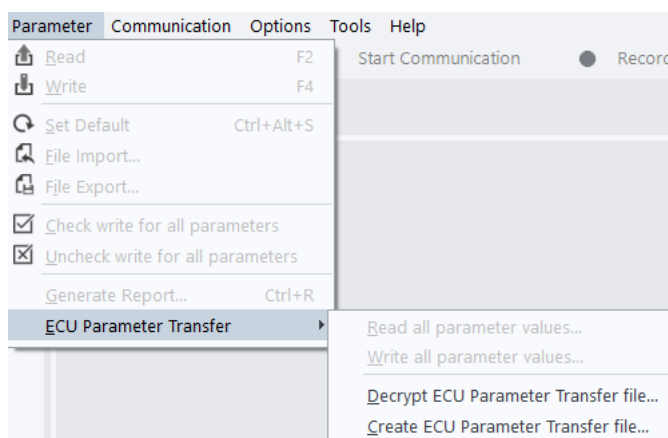 Parameter Communication Options Tools Help
Read F2 Start Communication
Write F4
Set Default Ctrl+Alt+S
File Import...
File Export...
Check write for all parameters
Uncheck write for all parameters
Generate Report... Ctrl+R
ECU Parameter Transfer Read all parameter values...
Write all parameter values...
Decrypt ECU Parameter Transfer file...
Create ECU Parameter Transfer file...